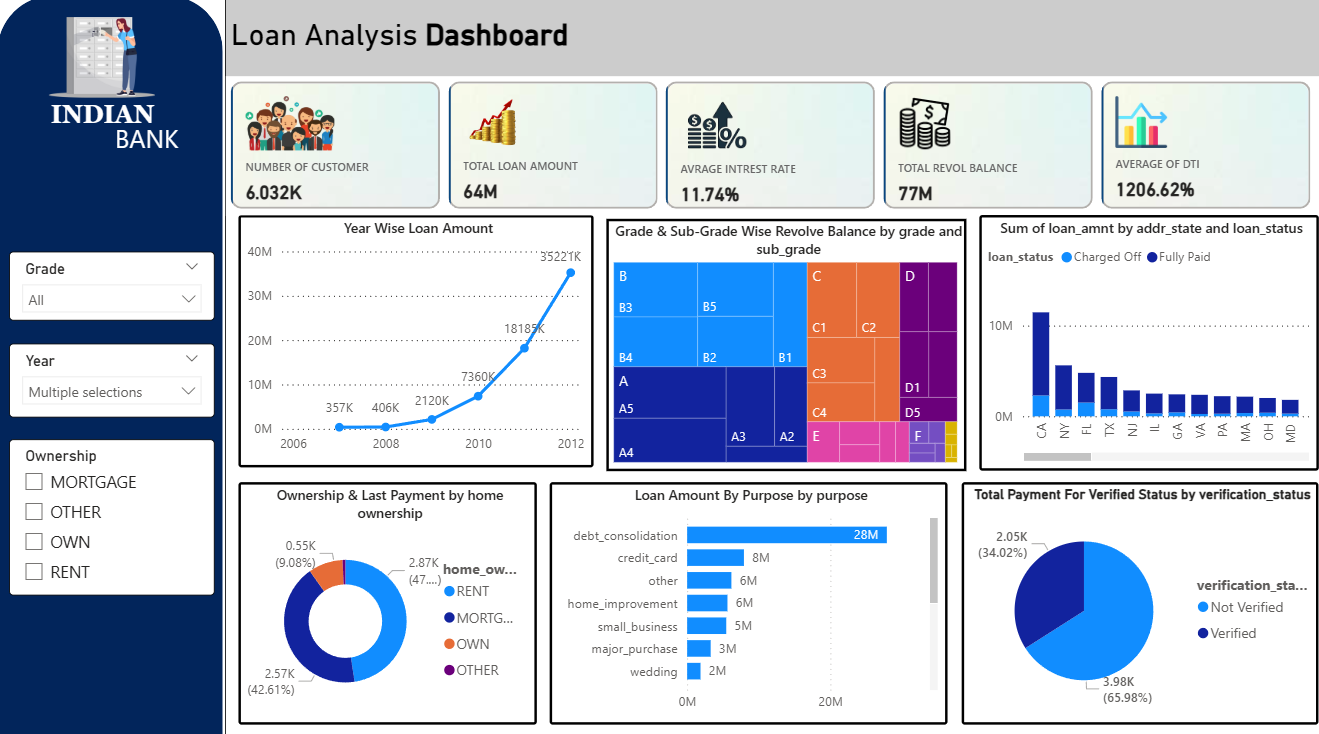 INDIAN
BANK
Loan Analysis Dashboard
NUMBER OF CUSTOMER
6.032K
TOTAL LOAN AMOUNT
64M
AVRAGE INTREST RATE
11.74%
TOTAL REVOL BALANCE
77M
AVERAGE OF DTI
1206.62%
Grade
All
Year
Multiple selections
Ownership
MORTGAGE
OTHER
OWN
RENT
Year Wise Loan Amount
40M
30M
20M
10M
0M
357K
406K
2120K
7360K
18185K
35221K
2006
2008
2010
2012
Grade & Sub-Grade Wise Revolve Balance by grade and
sub_grade
B
B3
B5
B4
B2
B1
A
A5
A4
A3
A2
C
C1
C2
C3
C4
D
D1
D5
E
F
Sum of loan_amnt by addr_state and loan_status
loan_status
Charged Off
Fully Paid
10M
0M
CA
NY
FL
TX
NJ
IL
GA
VA
PA
MA
OH
MD
Ownership & Last Payment by home
ownership
0.55K
(9.08%)
2.87K
(47....)
2.57K
(42.61%)
home_ow...
RENT
MORTG...
OWN
OTHER
Loan Amount By Purpose by purpose
debt_consolidation 28M
credit_card 8M
other 6M
home_improvement 6M
small_business 5M
major_purchase 3M
wedding 2M
0M
20M
Total Payment For Verified Status by verification_status
2.05K
(34.02%)
3.98K
(65.98%)
verification_sta...
Not Verified
Verified